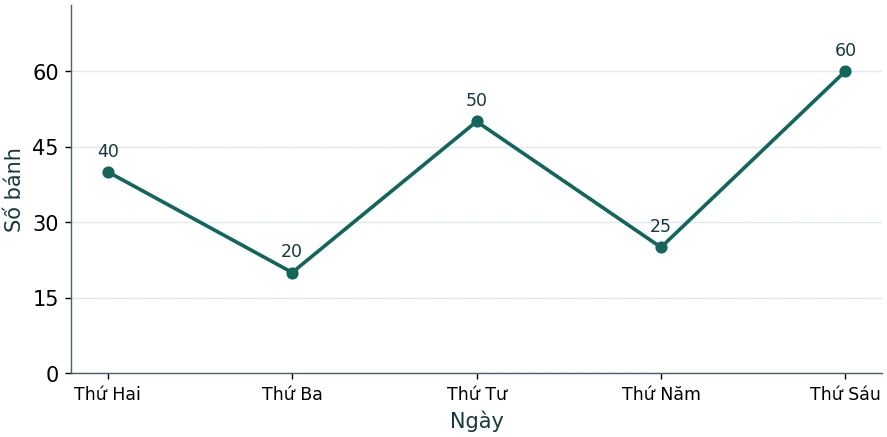 60
45
30
15
0
Số bánh
40
20
50
25
60
Thứ Hai
Thứ Ba
Thứ Tư
Thứ Năm
Thứ Sáu
Ngày